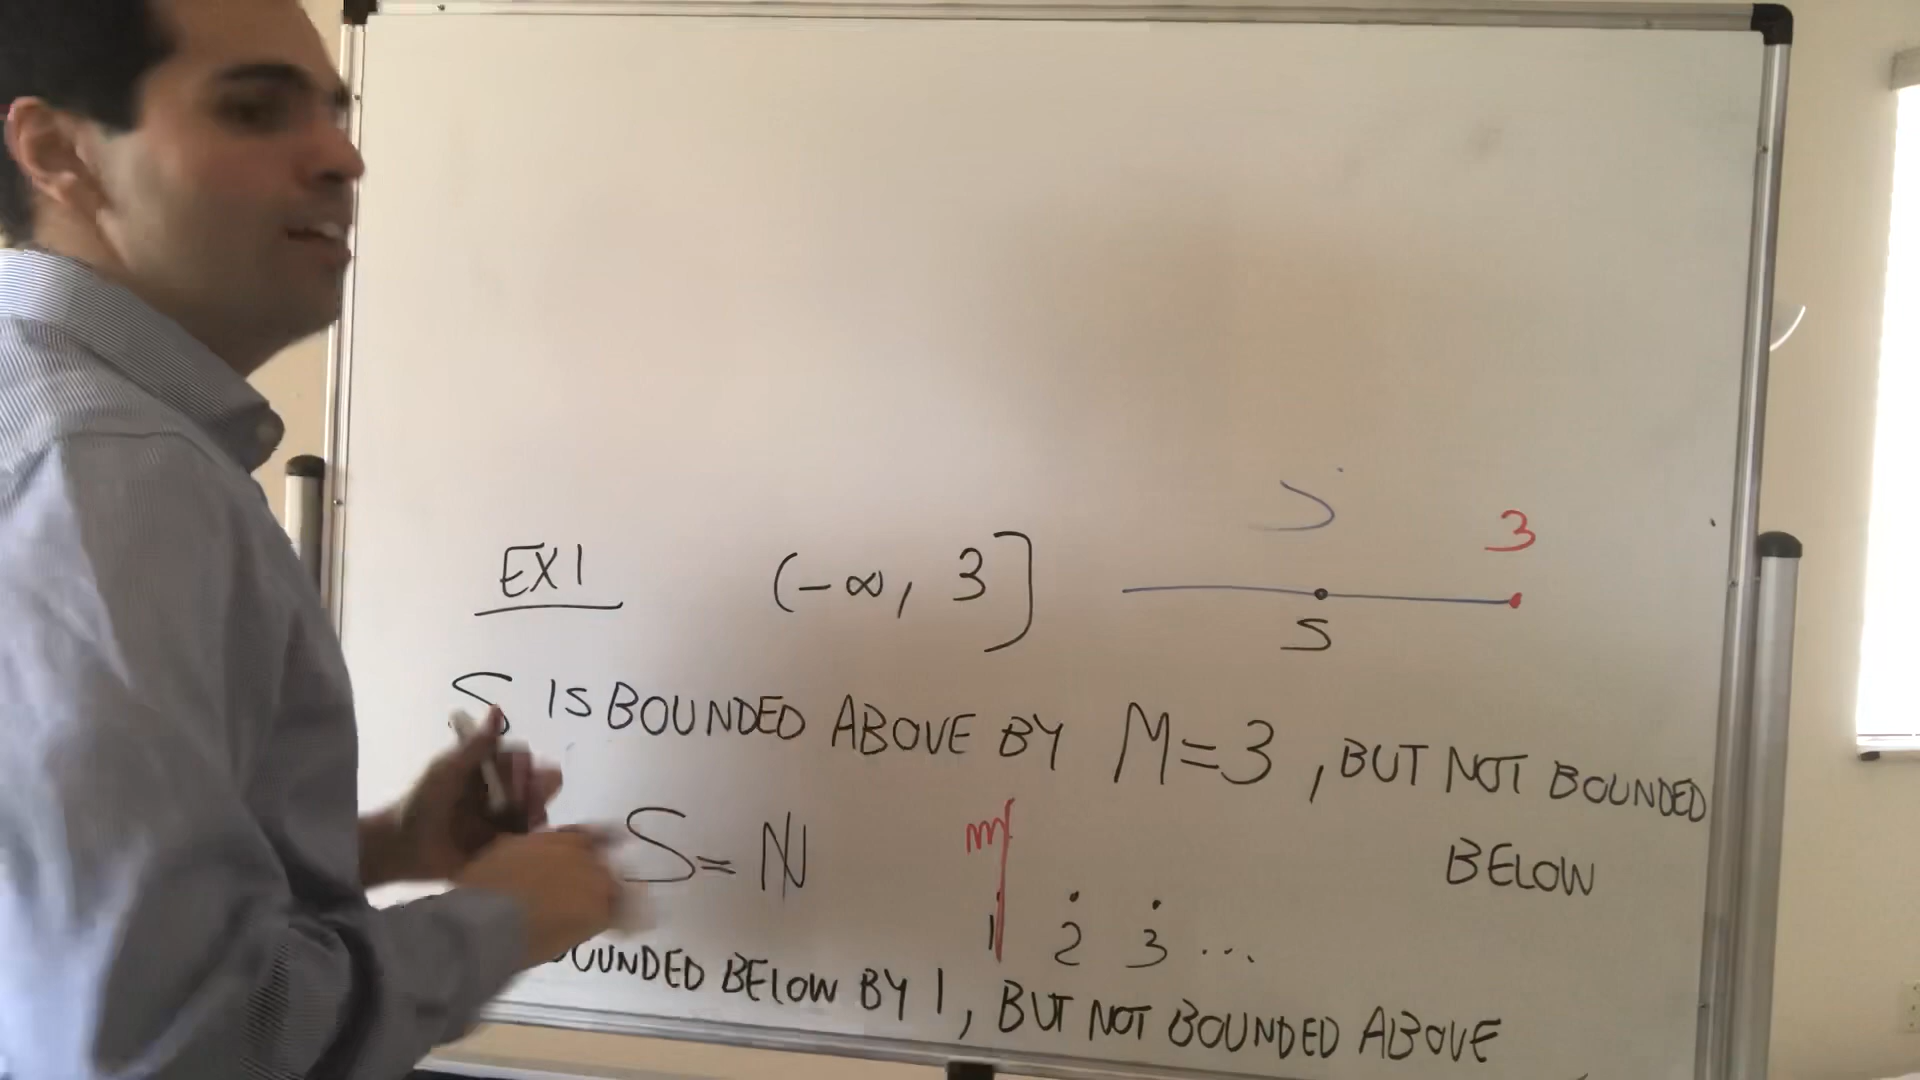 EX1 (-∞, 3] S 3
S
S IS BOUNDED ABOVE BY M=3, BUT NOT BOUNDED
BELOW
S=ℕ m 1 2 3 ...
BELOW BY 1, BUT NOT BOUNDED ABOVE